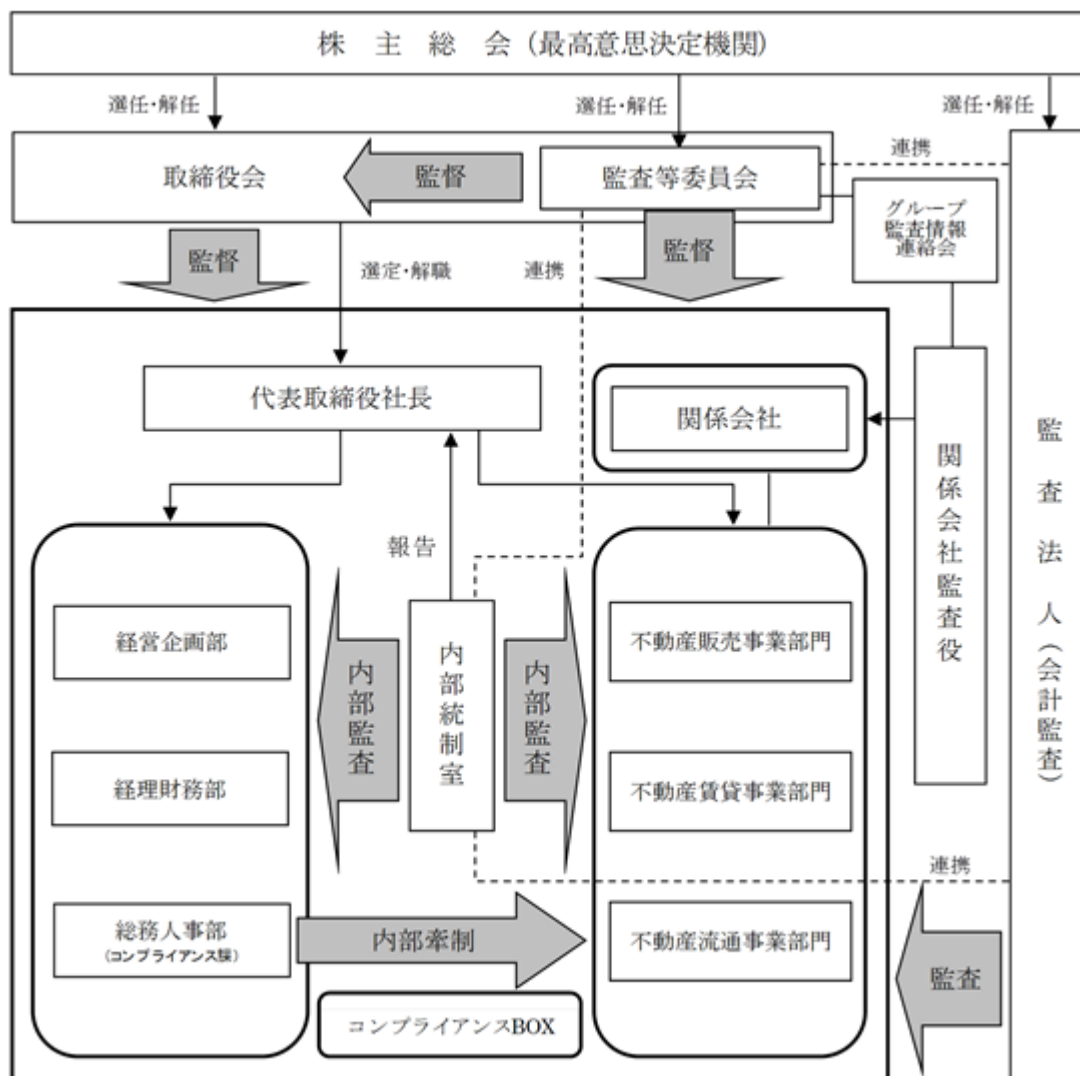 株 主 総 会 (最高意思決定機関)
選任・解任
選任・解任
選任・解任
取締役会
監督
監査等委員会
連携
グループ
監査情報
連絡会
監督
選定・解職
連携
監督
代表取締役社長
関係会社
関係会社監査役
監査法人(会計監査)
報告
経営企画部
内部監査
内部統制室
内部監査
不動産販売事業部門
経理財務部
不動産賃貸事業部門
連携
総務人事部
(コンプライアンス課)
内部牽制
不動産流通事業部門
監査
コンプライアンスBOX